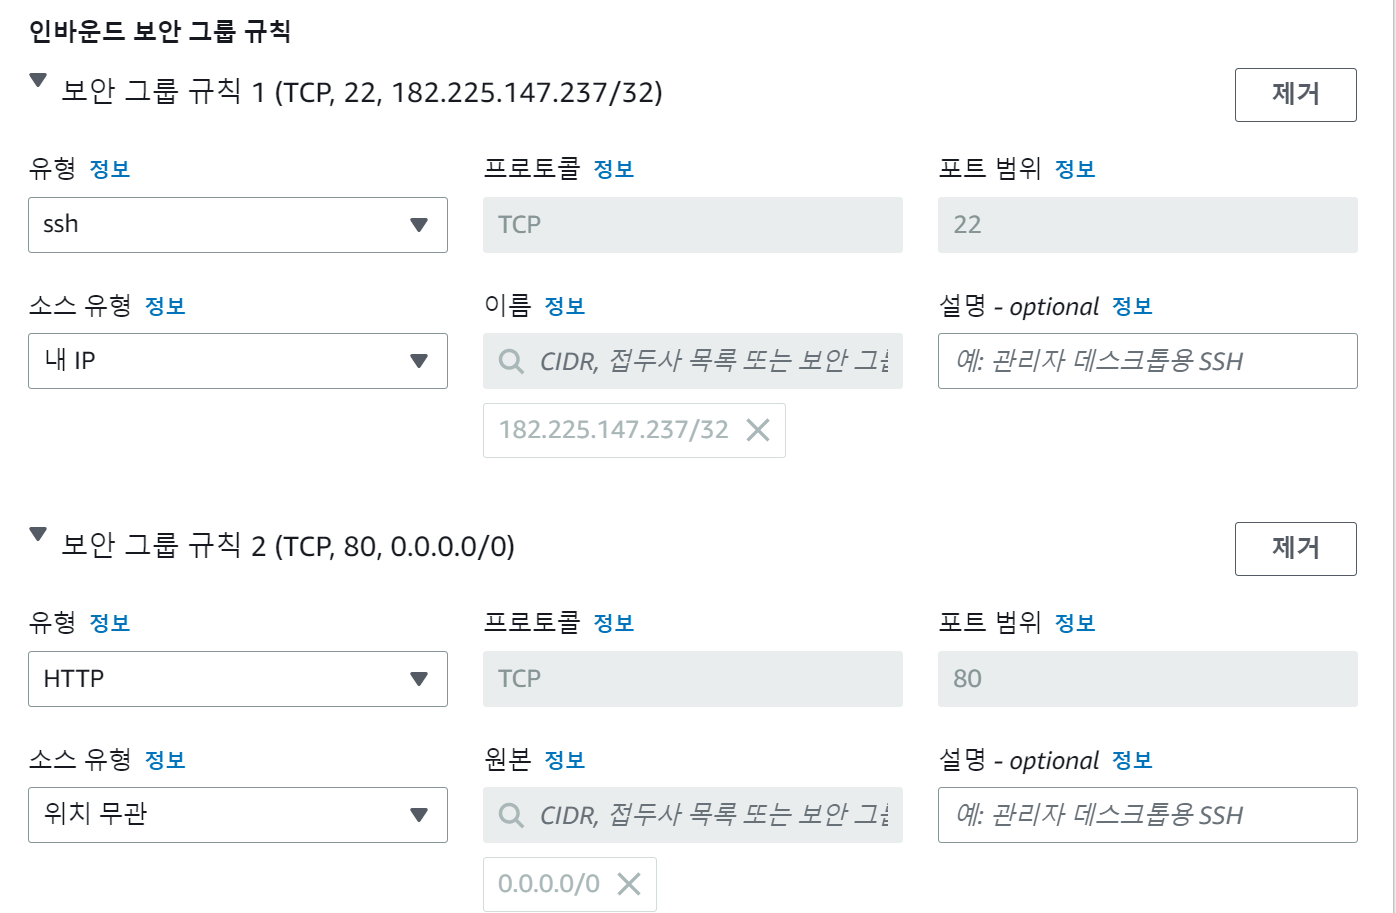 인바운드 보안 그룹 규칙
보안 그룹 규칙 1 (TCP, 22, 182.225.147.237/32)
제거
유형 정보
프로토콜 정보
포트 범위 정보
ssh
TCP
22
소스 유형 정보
이름 정보
설명 - optional 정보
내 IP
CIDR, 접두사 목록 또는 보안 그룹
예: 관리자 데스크톱용 SSH
182.225.147.237/32
보안 그룹 규칙 2 (TCP, 80, 0.0.0.0/0)
제거
유형 정보
프로토콜 정보
포트 범위 정보
HTTP
TCP
80
소스 유형 정보
원본 정보
설명 - optional 정보
위치 무관
CIDR, 접두사 목록 또는 보안 그룹
예: 관리자 데스크톱용 SSH
0.0.0.0/0